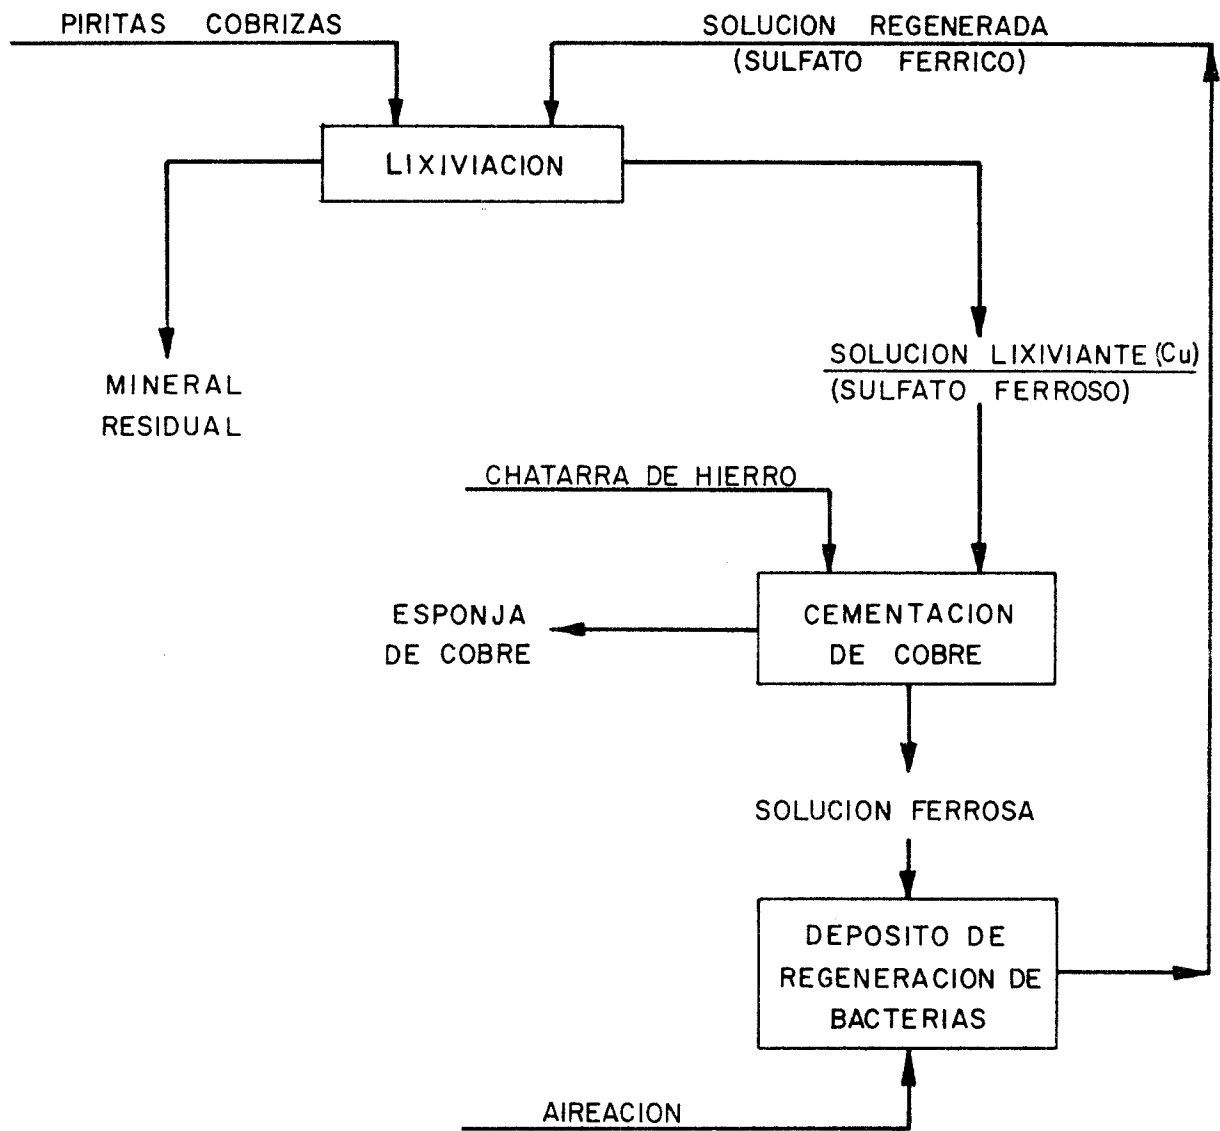 PIRITAS COBRIZAS
SOLUCION REGENERADA
(SULFATO FERRICO)
LIXIVIACION
MINERAL
RESIDUAL
SOLUCION LIXIVIANTE (Cu)
(SULFATO FERROSO)
CHATARRA DE HIERRO
CEMENTACION
DE COBRE
ESPONJA
DE COBRE
SOLUCION FERROSA
DEPOSITO DE
REGENERACION DE
BACTERIAS
AIREACION